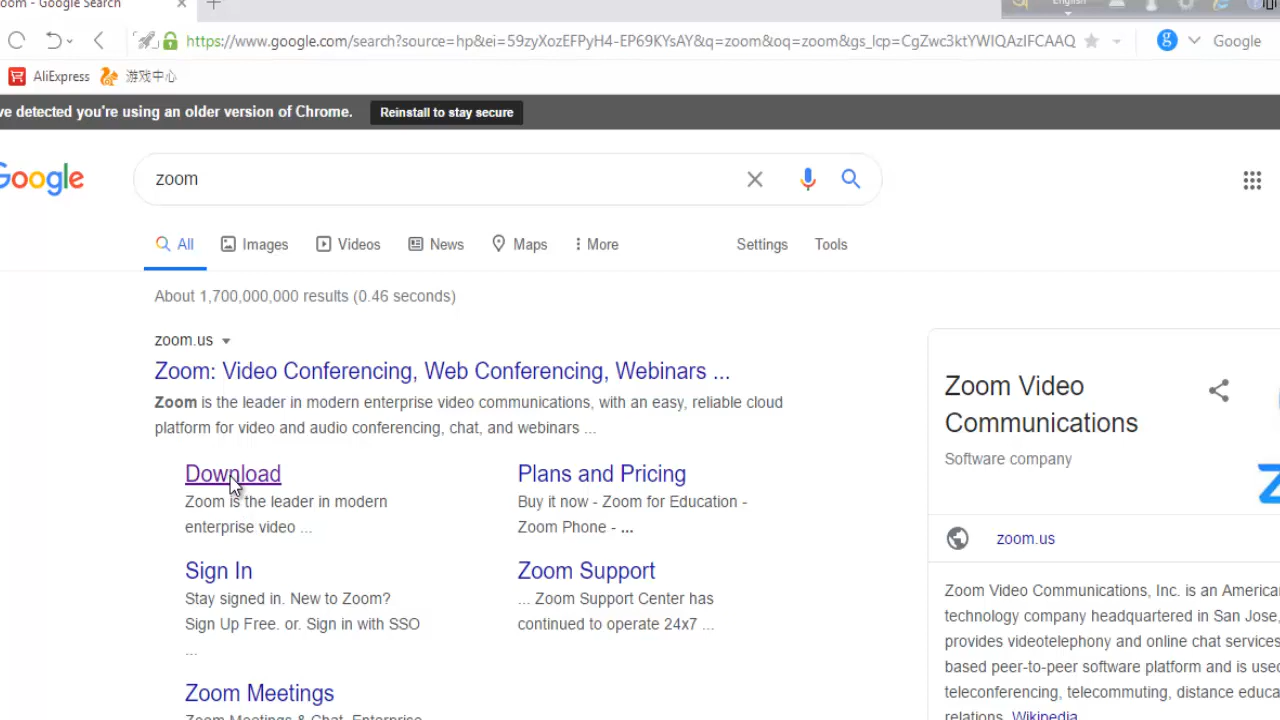 oom - Google Search
English
https://www.google.com/search?source=hp&ei=59zyXozEFPyH4-EP69KYsAY&q=zoom&oq=zoom&gs_lcp=CgZwc3ktYWIQAzIFCAAQ
Google
AliExpress 游戏中心
ve detected you're using an older version of Chrome. Reinstall to stay secure
Google
zoom
All Images Videos News Maps More Settings Tools
About 1,700,000,000 results (0.46 seconds)
zoom.us
Zoom: Video Conferencing, Web Conferencing, Webinars ...
Zoom is the leader in modern enterprise video communications, with an easy, reliable cloud
platform for video and audio conferencing, chat, and webinars ...
Download
Zoom is the leader in modern
enterprise video ...
Plans and Pricing
Buy it now - Zoom for Education -
Zoom Phone - ...
Sign In
Stay signed in. New to Zoom?
Sign Up Free. or. Sign in with SSO
...
Zoom Support
... Zoom Support Center has
continued to operate 24x7 ...
Zoom Meetings
Zoom Meetings & Chat. Enterprise
Zoom Video
Communications
Software company
zoom.us
Zoom Video Communications, Inc. is an American
technology company headquartered in San Jose,
provides videotelephony and online chat services
based peer-to-peer software platform and is used
teleconferencing, telecommuting, distance educa
relations. Wikipedia